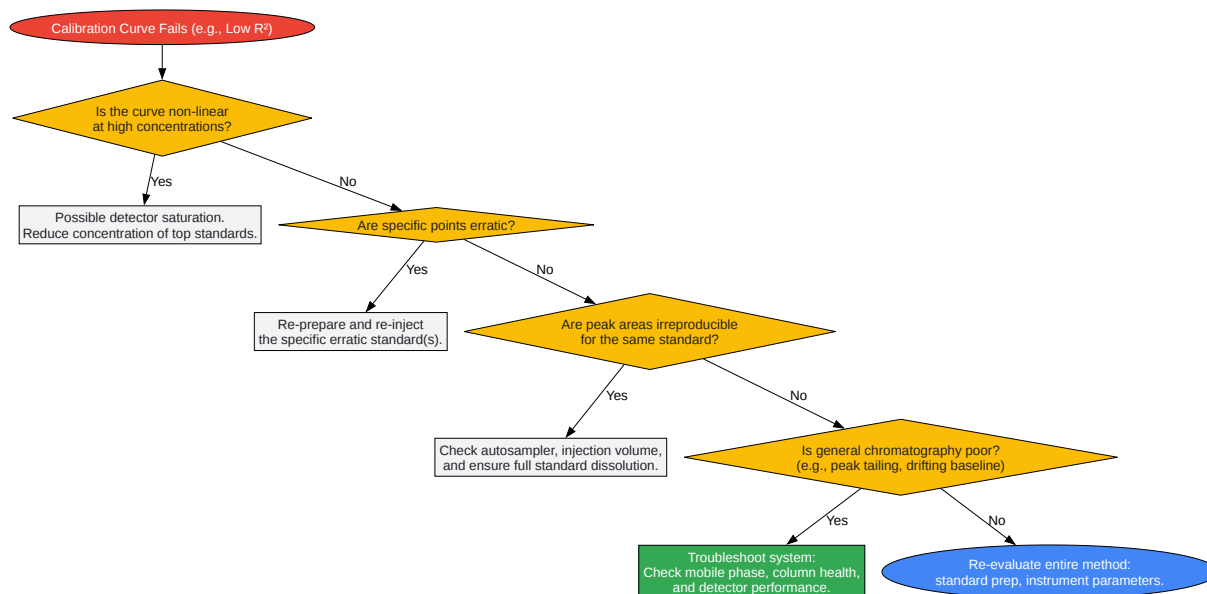 Calibration Curve Fails (e.g., Low R²)
Is the curve non-linear
at high concentrations?
Yes
No
Possible detector saturation.
Reduce concentration of top standards.
Are specific points erratic?
Yes
No
Re-prepare and re-inject
the specific erratic standard(s).
Are peak areas irreproducible
for the same standard?
Yes
No
Check autosampler, injection volume,
and ensure full standard dissolution.
Is general chromatography poor?
(e.g., peak tailing, drifting baseline)
Yes
No
Troubleshoot system:
Check mobile phase, column health,
and detector performance.
Re-evaluate entire method:
standard prep, instrument parameters.